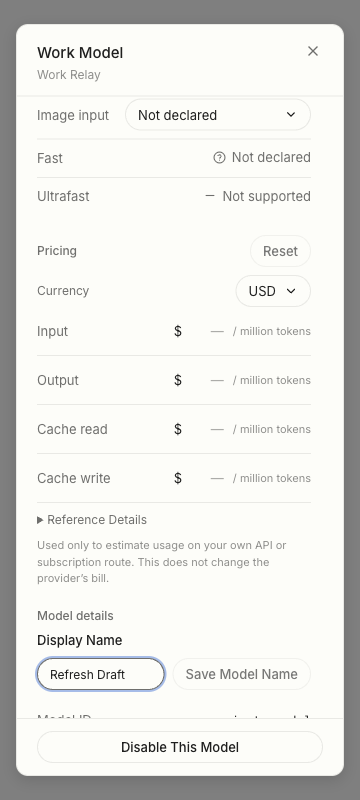 Work Model
Work Relay
Image input Not declared
Fast Not declared
Ultrafast — Not supported
Pricing Reset
Currency USD
Input $ — / million tokens
Output $ — / million tokens
Cache read $ — / million tokens
Cache write $ — / million tokens
Reference Details
Used only to estimate usage on your own API or
subscription route. This does not change the
provider’s bill.
Model details
Display Name
Refresh Draft Save Model Name
Model ID
Disable This Model